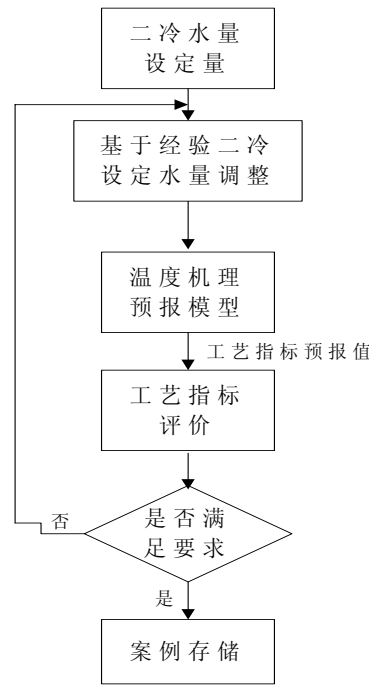 二冷水量
设定量
基于经验二冷
设定水量调整
温度机理
预报模型
工艺指标预报值
工艺指标
评价
是否满
足要求
否
是
案例存储